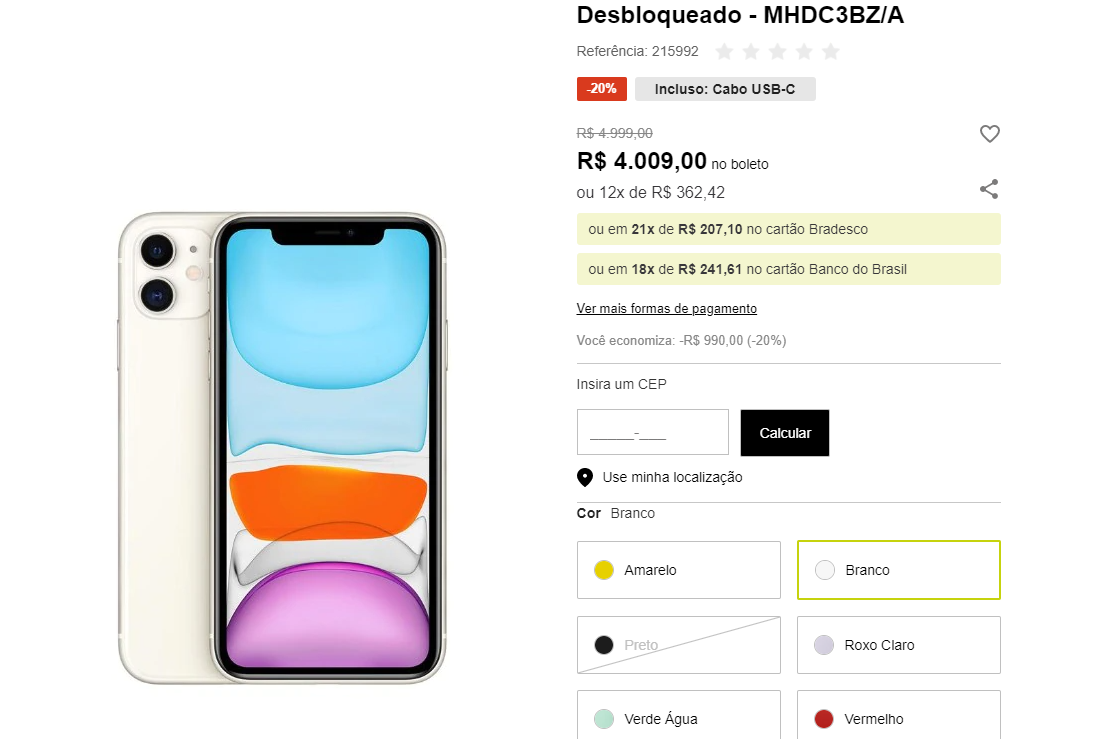 Desbloqueado - MHDC3BZ/A
Referência: 215992
-20%
Incluso: Cabo USB-C
R$ 4.999,00
R$ 4.009,00 no boleto
ou 12x de R$ 362,42
ou em 21x de R$ 207,10 no cartão Bradesco
ou em 18x de R$ 241,61 no cartão Banco do Brasil
Ver mais formas de pagamento
Você economiza: -R$ 990,00 (-20%)
Insira um CEP
_____-___
Calcular
Use minha localização
Cor Branco
Amarelo
Branco
Preto
Roxo Claro
Verde Água
Vermelho